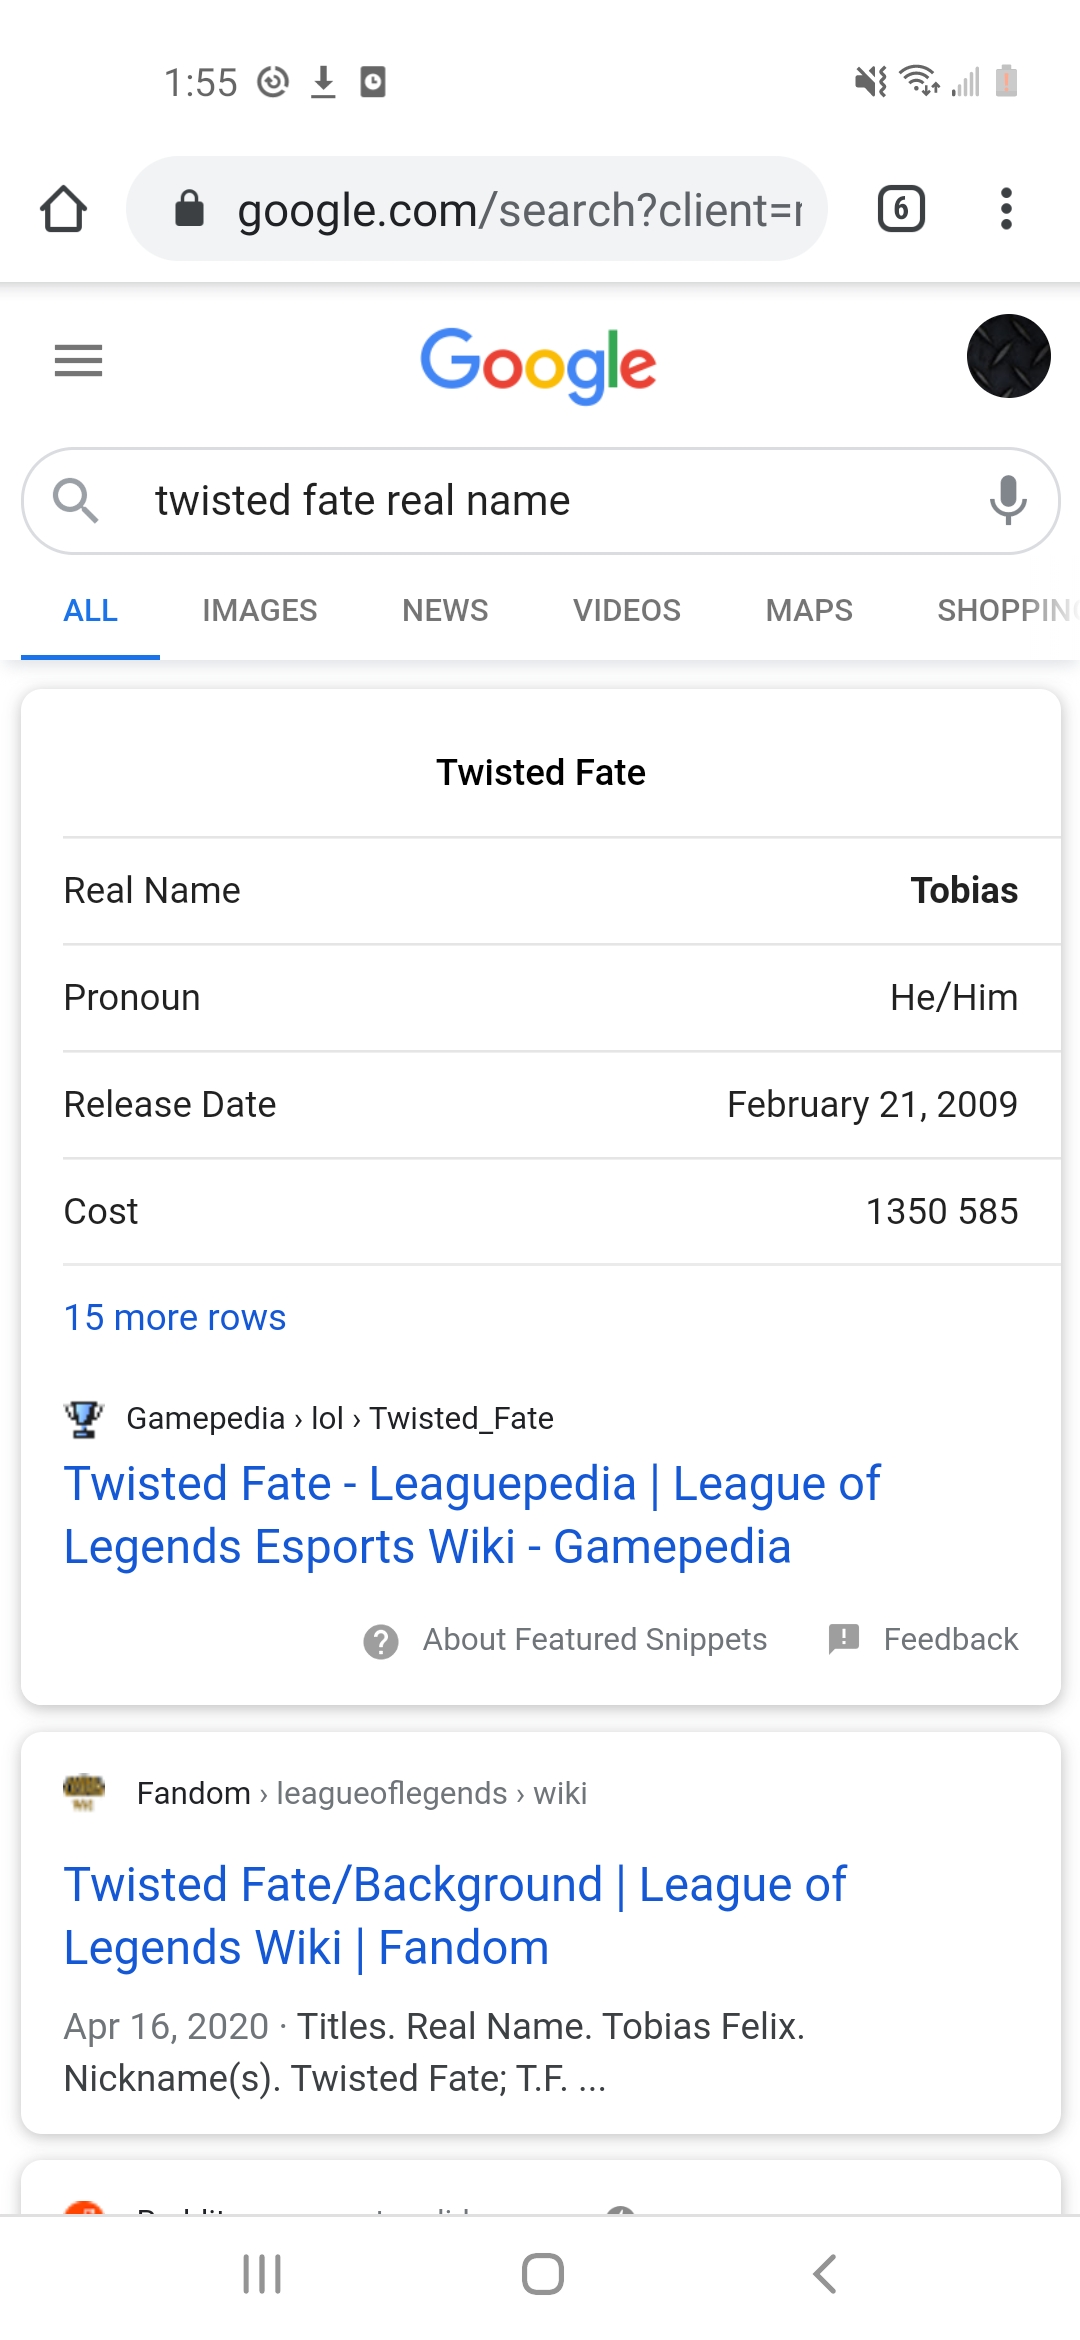 1:55
google.com/search?client=
6
Google
twisted fate real name
ALL IMAGES NEWS VIDEOS MAPS SHOPPING
Twisted Fate
Real Name Tobias
Pronoun He/Him
Release Date February 21, 2009
Cost 1350 585
15 more rows
Gamepedia › lol › Twisted_Fate
Twisted Fate - Leaguepedia | League of
Legends Esports Wiki - Gamepedia
About Featured Snippets Feedback
Fandom › leagueoflegends › wiki
Twisted Fate/Background | League of
Legends Wiki | Fandom
Apr 16, 2020 · Titles. Real Name. Tobias Felix.
Nickname(s). Twisted Fate; T.F. ...